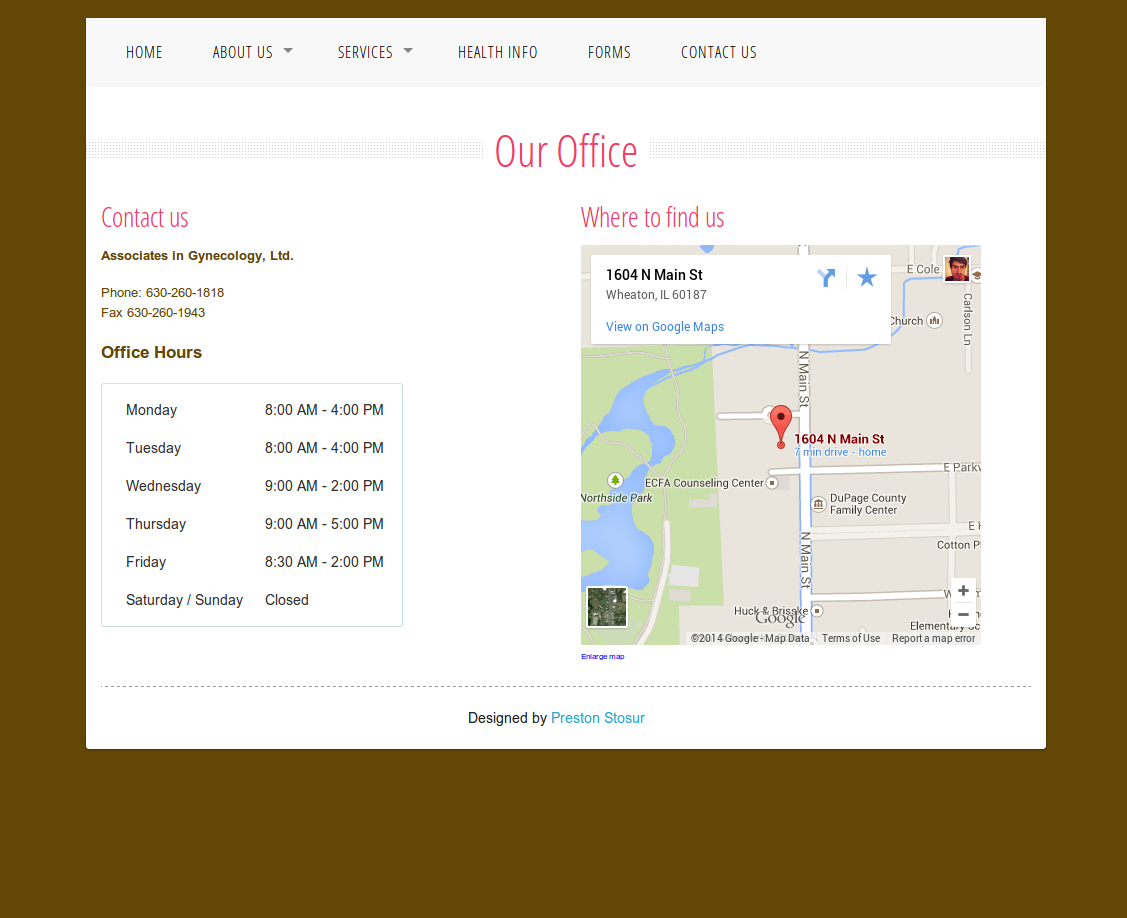 HOME ABOUT US SERVICES HEALTH INFO FORMS CONTACT US
Our Office
Contact us
Associates in Gynecology, Ltd.
Phone: 630-260-1818
Fax 630-260-1943
Office Hours
Monday 8:00 AM - 4:00 PM
Tuesday 8:00 AM - 4:00 PM
Wednesday 9:00 AM - 2:00 PM
Thursday 9:00 AM - 5:00 PM
Friday 8:30 AM - 2:00 PM
Saturday / Sunday Closed
Where to find us
1604 N Main St
Wheaton, IL 60187
View on Google Maps
E Cole
Church
Carlson Ln
N Main St
1604 N Main St
7 min drive - home
ECFA Counseling Center
E Parkw
Northside Park
DuPage County
Family Center
E H
Cotton P
N Main St
W
Huck & Briske
Google
Elementary Sc
©2014 Google - Map Data Terms of Use Report a map error
Enlarge map
Designed by Preston Stosur